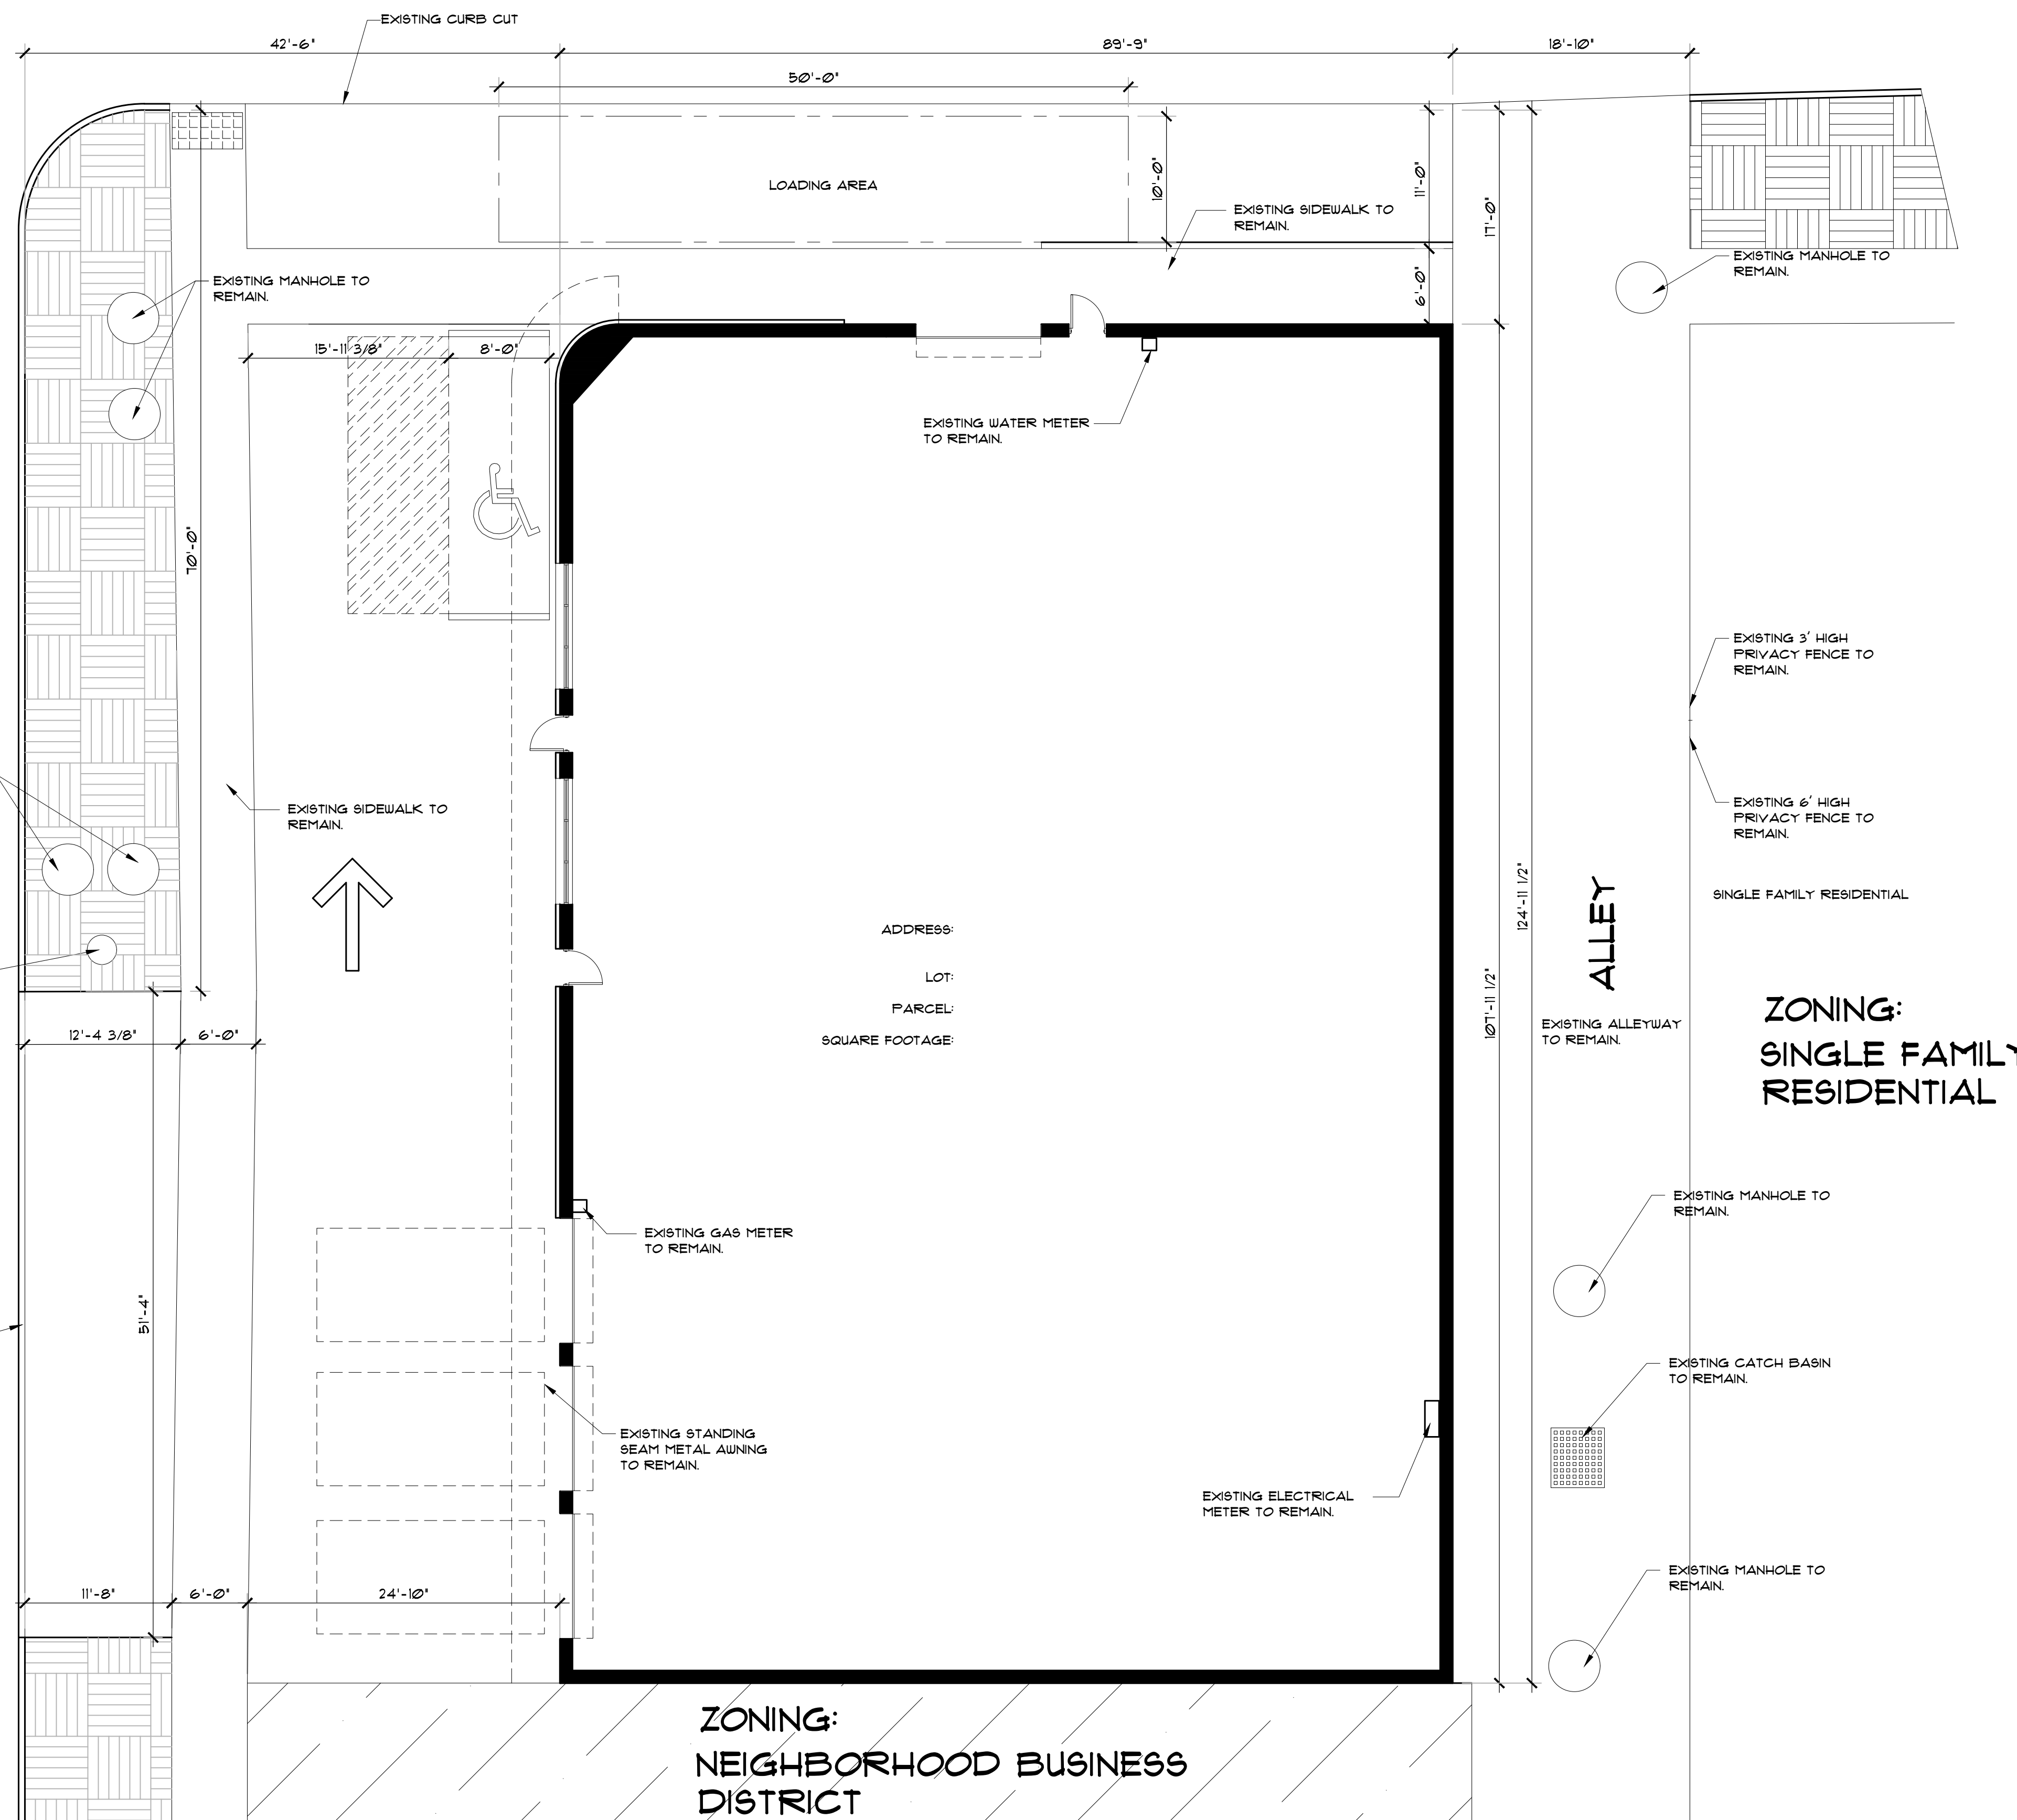 EXISTING CURB CUT
42'-6"
89'-9"
18'-10"
50'-0"
LOADING AREA
10'-0"
11'-0"
17'-0"
EXISTING SIDEWALK TO
REMAIN.
6'-0"
EXISTING MANHOLE TO
REMAIN.
EXISTING MANHOLE TO
REMAIN.
15'-11 3/8"
8'-0"
EXISTING WATER METER
TO REMAIN.
70'-0"
EXISTING 3' HIGH
PRIVACY FENCE TO
REMAIN.
EXISTING SIDEWALK TO
REMAIN.
EXISTING 6' HIGH
PRIVACY FENCE TO
REMAIN.
124'-11 1/2"
SINGLE FAMILY RESIDENTIAL
ALLEY
ADDRESS:
LOT:
PARCEL:
SQUARE FOOTAGE:
107'-11 1/2"
EXISTING ALLEYWAY
TO REMAIN.
ZONING:
SINGLE FAMILY
RESIDENTIAL
12'-4 3/8"
6'-0"
EXISTING MANHOLE TO
REMAIN.
EXISTING GAS METER
TO REMAIN.
51'-4"
EXISTING CATCH BASIN
TO REMAIN.
EXISTING STANDING
SEAM METAL AWNING
TO REMAIN.
EXISTING ELECTRICAL
METER TO REMAIN.
EXISTING MANHOLE TO
REMAIN.
11'-8"
6'-0"
24'-10"
ZONING:
NEIGHBORHOOD BUSINESS
DISTRICT